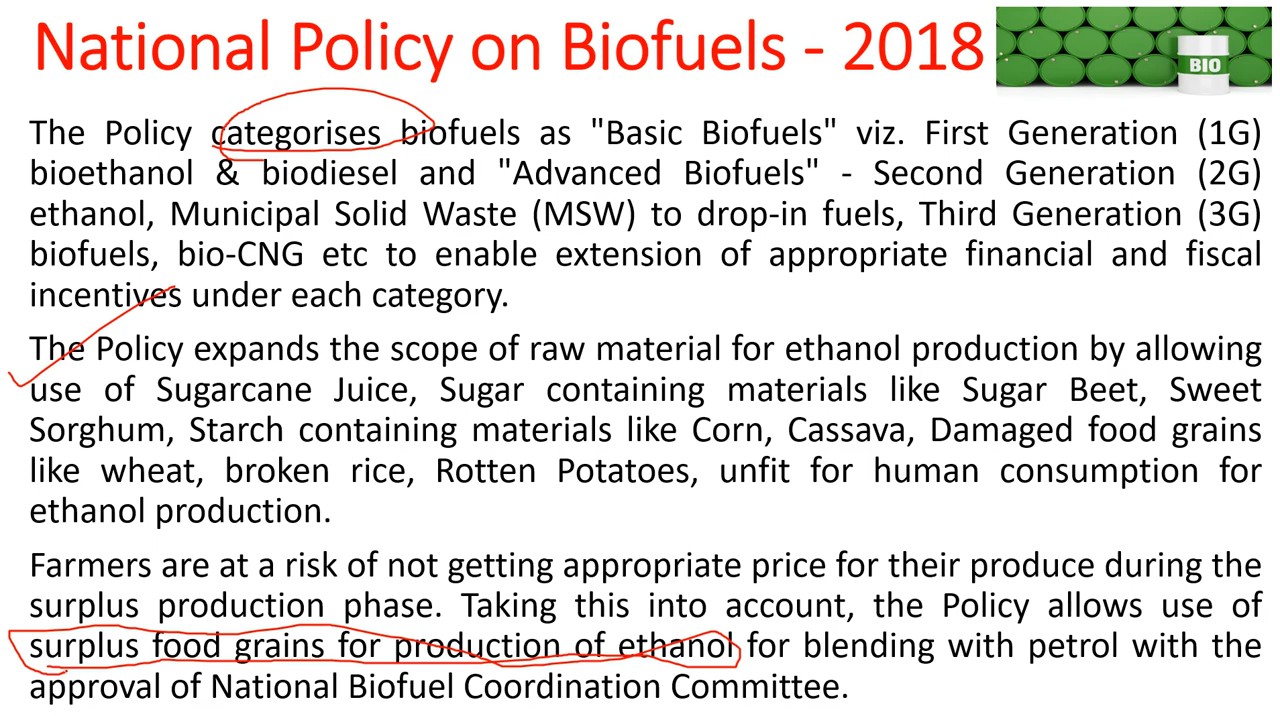 National Policy on Biofuels - 2018
BIO
The Policy categorises biofuels as "Basic Biofuels" viz. First Generation (1G)
bioethanol & biodiesel and "Advanced Biofuels" - Second Generation (2G)
ethanol, Municipal Solid Waste (MSW) to drop-in fuels, Third Generation (3G)
biofuels, bio-CNG etc to enable extension of appropriate financial and fiscal
incentives under each category.
The Policy expands the scope of raw material for ethanol production by allowing
use of Sugarcane Juice, Sugar containing materials like Sugar Beet, Sweet
Sorghum, Starch containing materials like Corn, Cassava, Damaged food grains
like wheat, broken rice, Rotten Potatoes, unfit for human consumption for
ethanol production.
Farmers are at a risk of not getting appropriate price for their produce during the
surplus production phase. Taking this into account, the Policy allows use of
surplus food grains for production of ethanol for blending with petrol with the
approval of National Biofuel Coordination Committee.